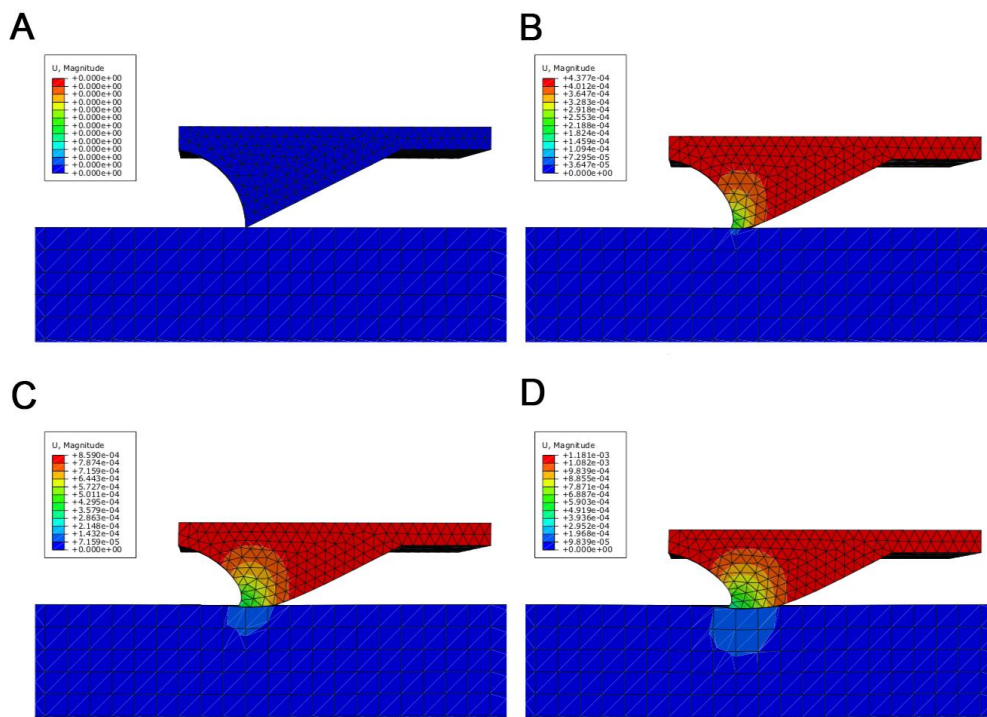 A
U, Magnitude
+0.000e+00
+0.000e+00
+0.000e+00
+0.000e+00
+0.000e+00
+0.000e+00
+0.000e+00
+0.000e+00
+0.000e+00
+0.000e+00
+0.000e+00
+0.000e+00
+0.000e+00
B
U, Magnitude
+4.377e-04
+4.012e-04
+3.647e-04
+3.283e-04
+2.918e-04
+2.553e-04
+2.188e-04
+1.824e-04
+1.459e-04
+1.094e-04
+7.295e-05
+3.647e-05
+0.000e+00
C
U, Magnitude
+8.590e-04
+7.874e-04
+7.159e-04
+6.443e-04
+5.727e-04
+5.011e-04
+4.295e-04
+3.579e-04
+2.863e-04
+2.148e-04
+1.432e-04
+7.159e-05
+0.000e+00
D
U, Magnitude
+1.181e-03
+1.082e-03
+9.839e-04
+8.855e-04
+7.871e-04
+6.887e-04
+5.903e-04
+4.919e-04
+3.936e-04
+2.952e-04
+1.968e-04
+9.839e-05
+0.000e+00